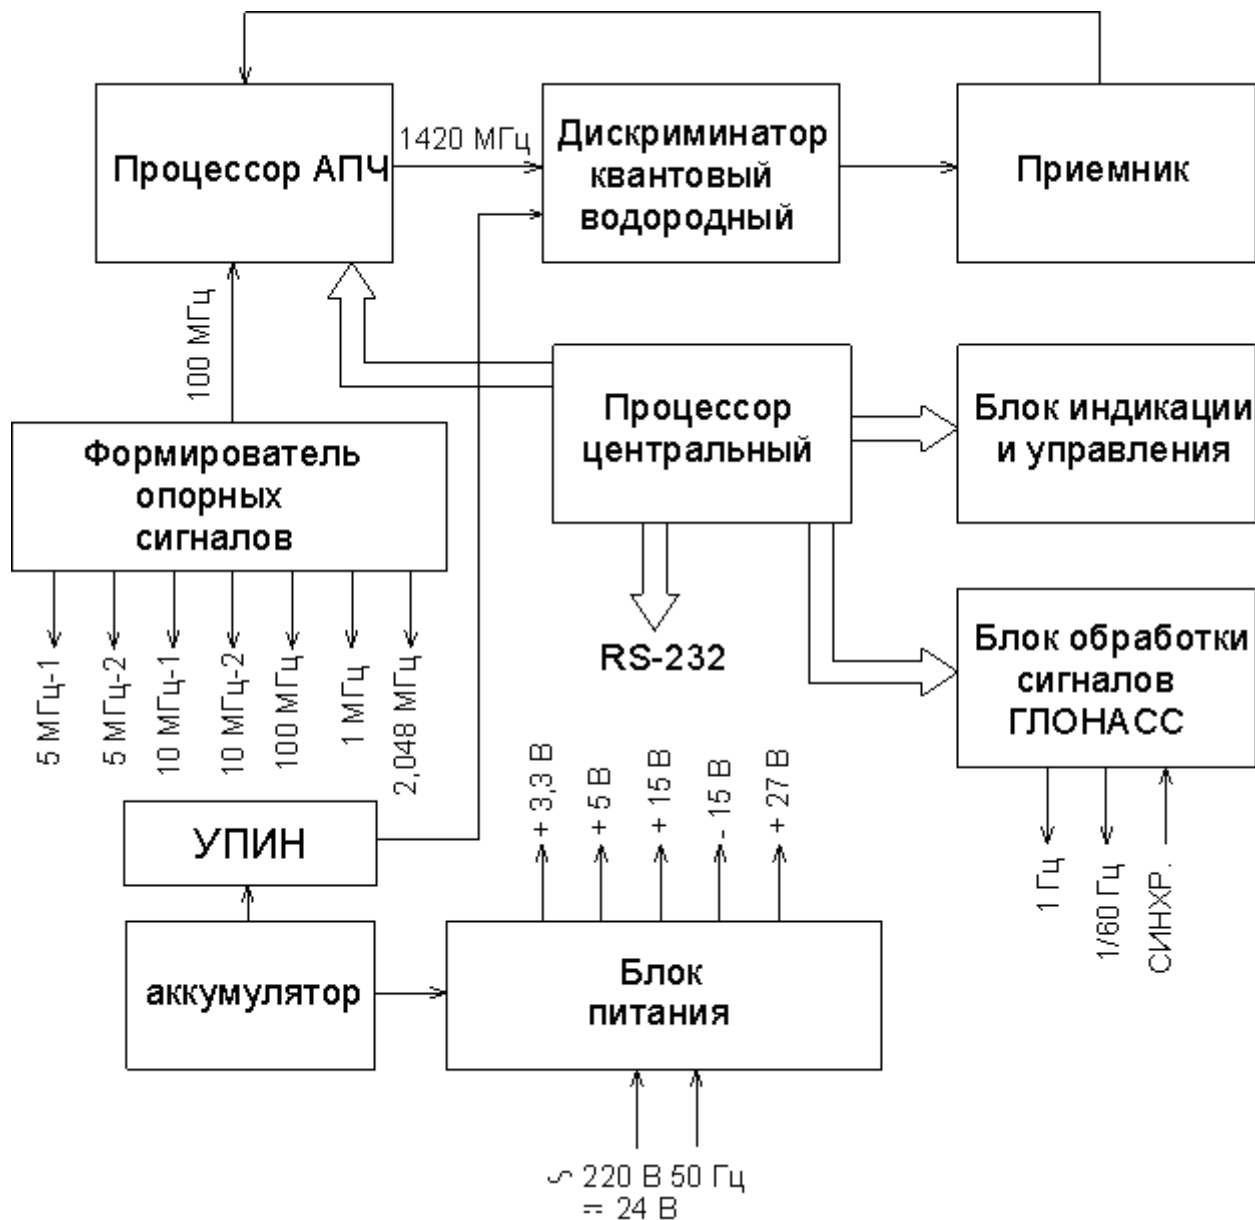 Процессор АПЧ
1420 МГц
Дискриминатор
квантовый
водородный
Приемник
100 МГц
Процессор
центральный
Блок индикации
и управления
Формирователь
опорных
сигналов
RS-232
Блок обработки
сигналов
ГЛОНАСС
5 МГц-1
5 МГц-2
10 МГц-1
10 МГц-2
100 МГц
1 МГц
2,048 МГц
УПИН
+ 3,3 В
+ 5 В
+ 15 В
- 15 В
+ 27 В
1 Гц
1/60 Гц
СИНХР.
аккумулятор
Блок
питания
∽ 220 В 50 Гц
= 24 В